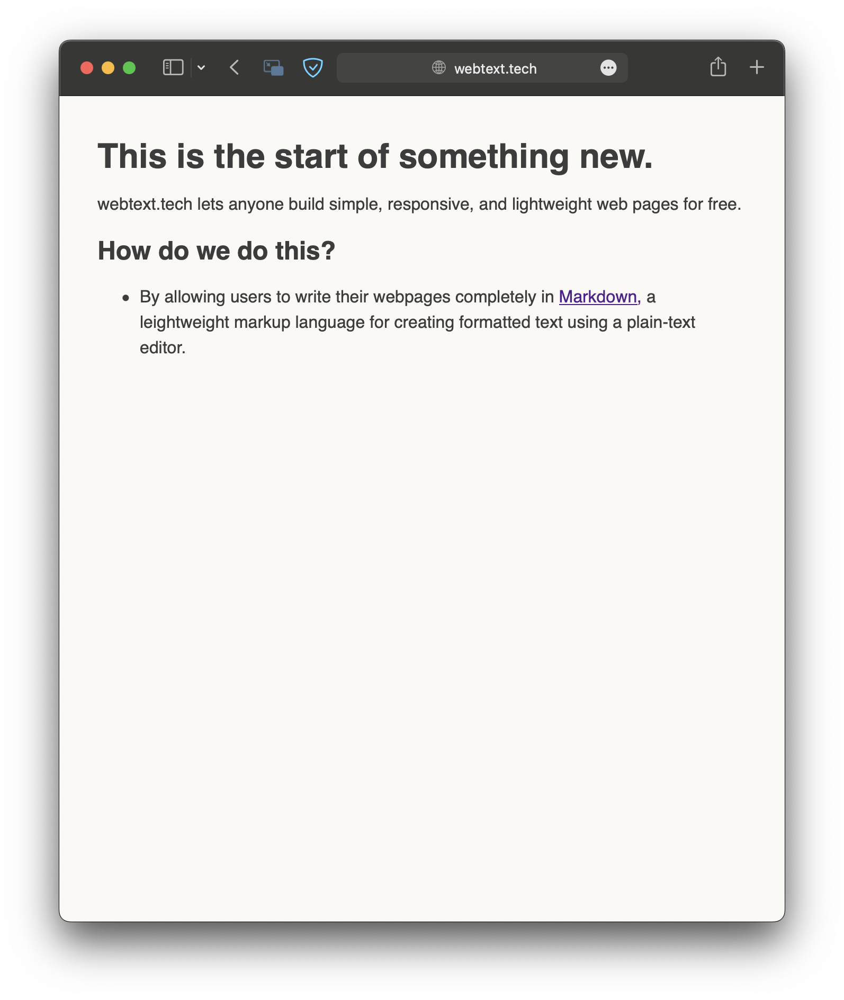 webtext.tech
This is the start of something new.
webtext.tech lets anyone build simple, responsive, and lightweight web pages for free.
How do we do this?
• By allowing users to write their webpages completely in Markdown, a
leightweight markup language for creating formatted text using a plain-text
editor.